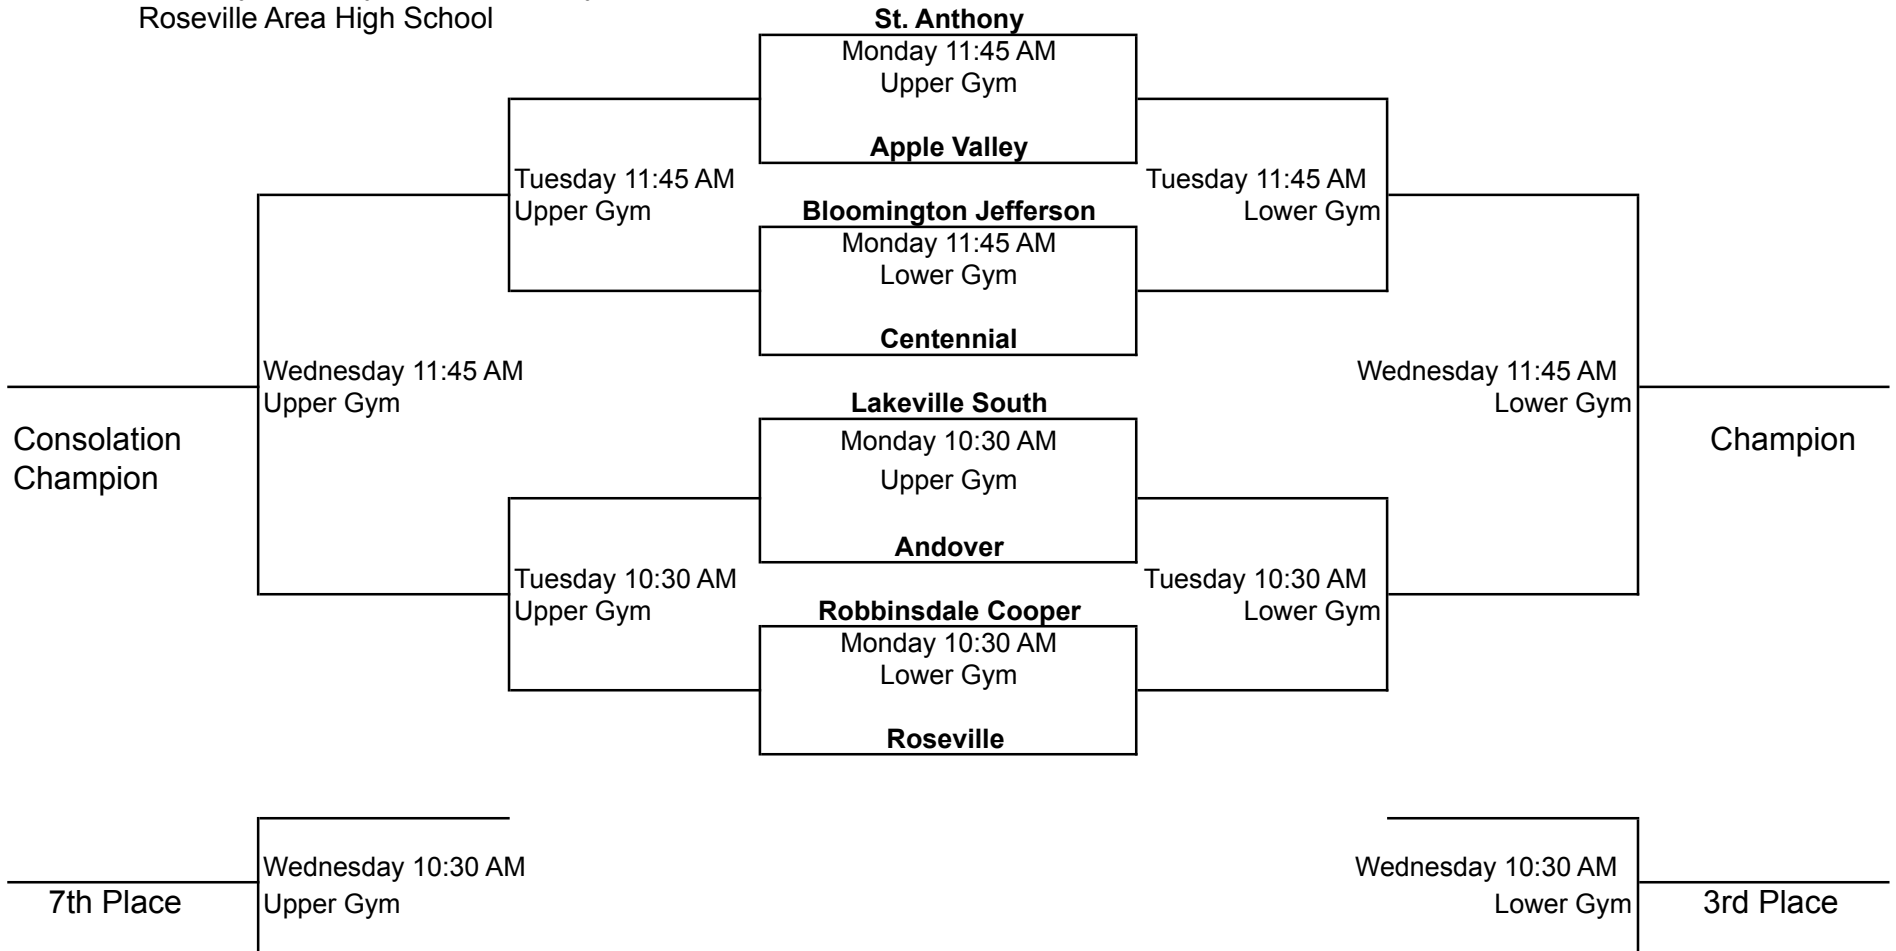 Roseville Area High School
St. Anthony
Monday 11:45 AM
Upper Gym
Apple Valley
Tuesday 11:45 AM
Upper Gym
Tuesday 11:45 AM
Lower Gym
Bloomington Jefferson
Monday 11:45 AM
Lower Gym
Centennial
Wednesday 11:45 AM
Upper Gym
Wednesday 11:45 AM
Lower Gym
Consolation
Champion
Champion
Lakeville South
Monday 10:30 AM
Upper Gym
Andover
Tuesday 10:30 AM
Upper Gym
Tuesday 10:30 AM
Lower Gym
Robbinsdale Cooper
Monday 10:30 AM
Lower Gym
Roseville
Wednesday 10:30 AM
Upper Gym
7th Place
Wednesday 10:30 AM
Lower Gym
3rd Place